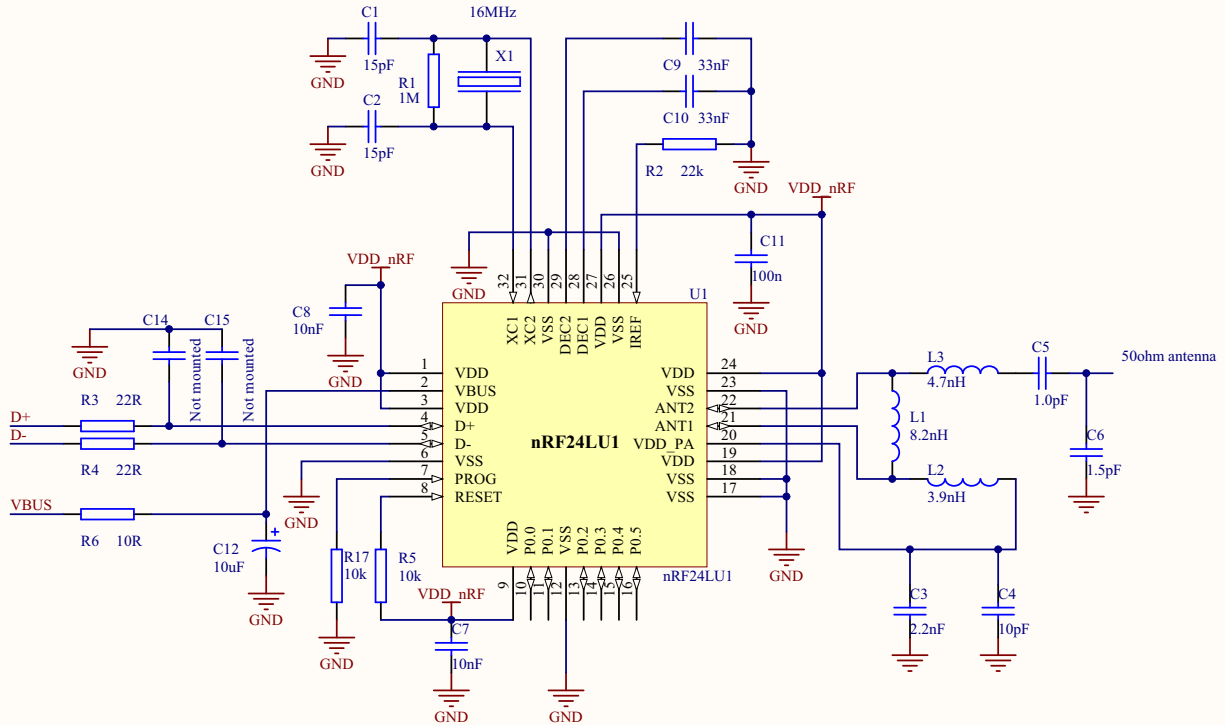 C1
15pF
GND
C2
15pF
GND
R1
1M
16MHz
X1
C9 33nF
C10 33nF
R2 22k
GND
VDD_nRF
C11
100n
GND
GND
VDD_nRF
C8
10nF
GND
C14
C15
GND
Not mounted
Not mounted
R3 22R
D+
D-
R4 22R
VBUS
R6 10R
C12
10uF
GND
GND
R17
10k
GND
R5
10k
VDD_nRF
C7
10nF
GND
GND
U1
32 31 30 29 28 27 26 25
XC1 XC2 VSS DEC2 DEC1 VDD VSS IREF
1 VDD
2 VBUS
3 VDD
4 D+
5 D-
6 VSS
7 PROG
8 RESET
nRF24LU1
VDD 24
VSS 23
ANT2 22
ANT1 21
VDD_PA 20
VDD 19
VSS 18
VSS 17
VDD P0.0 P0.1 VSS P0.2 P0.3 P0.4 P0.5
9 10 11 12 13 14 15 16
nRF24LU1
GND
L3
4.7nH
C5
1.0pF
50ohm antenna
L1
8.2nH
C6
1.5pF
L2
3.9nH
C3
2.2nF
C4
10pF